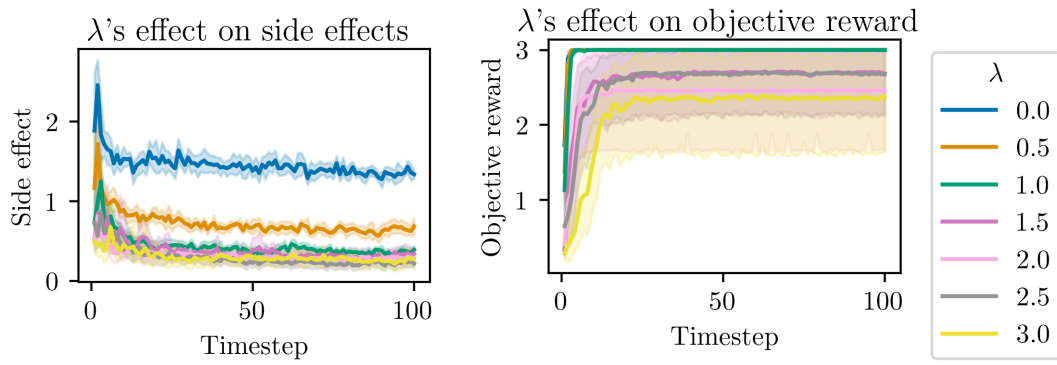 λ's effect on side effects
Side effect
2
1
0
0
50
100
Timestep
λ's effect on objective reward
Objective reward
3
2
1
0
50
100
Timestep
λ
0.0
0.5
1.0
1.5
2.0
2.5
3.0